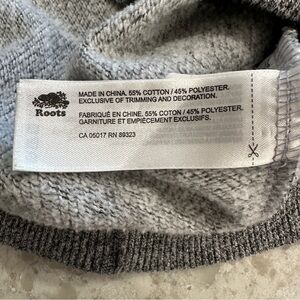 Roots
MADE IN CHINA. 55% COTTON / 45% POLYESTER.
EXCLUSIVE OF TRIMMING AND DECORATION.
FABRIQUÉ EN CHINE. 55% COTON / 45% POLYESTER.
GARNITURE ET EMPIÈCEMENT EXCLUSIFS.
CA 05017 RN 89323